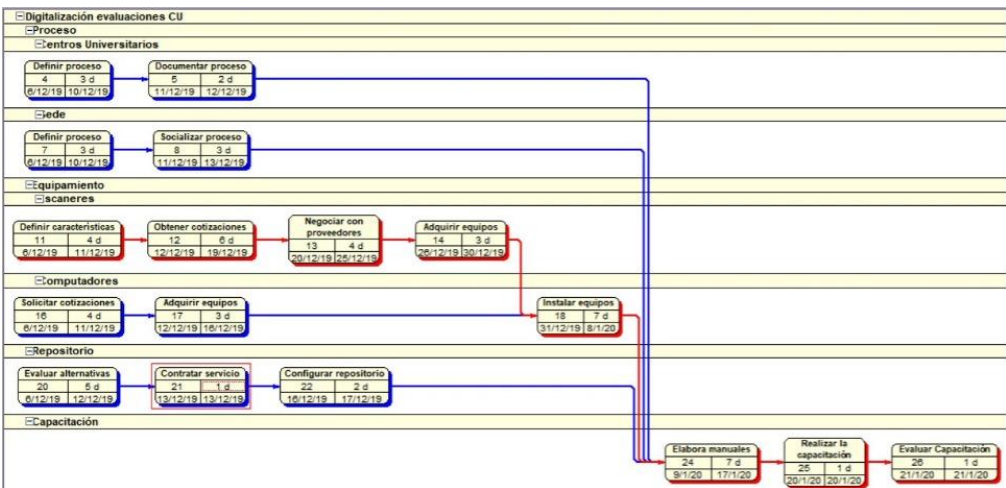 Digitalización evaluaciones CU
Proceso
Centros Universitarios
Definir proceso
4 3 d
6/12/19 10/12/19
Documentar proceso
5 2 d
11/12/19 12/12/19
Sede
Definir proceso
7 3 d
6/12/19 10/12/19
Socializar proceso
8 3 d
11/12/19 13/12/19
Equipamiento
Escaneres
Definir características
11 4 d
6/12/19 11/12/19
Obtener cotizaciones
12 6 d
12/12/19 19/12/19
Negociar con
proveedores
13 4 d
20/12/19 25/12/19
Adquirir equipos
14 3 d
26/12/19 30/12/19
Computadores
Solicitar cotizaciones
16 4 d
6/12/19 11/12/19
Adquirir equipos
17 3 d
12/12/19 16/12/19
Instalar equipos
18 7 d
31/12/19 8/1/20
Repositorio
Evaluar alternativas
20 5 d
6/12/19 12/12/19
Contratar servicio
21 1 d
13/12/19 13/12/19
Configurar repositorio
22 2 d
16/12/19 17/12/19
Capacitación
Elabora manuales
24 7 d
9/1/20 17/1/20
Realizar la
capacitación
25 1 d
20/1/20 20/1/20
Evaluar Capacitación
26 1 d
21/1/20 21/1/20